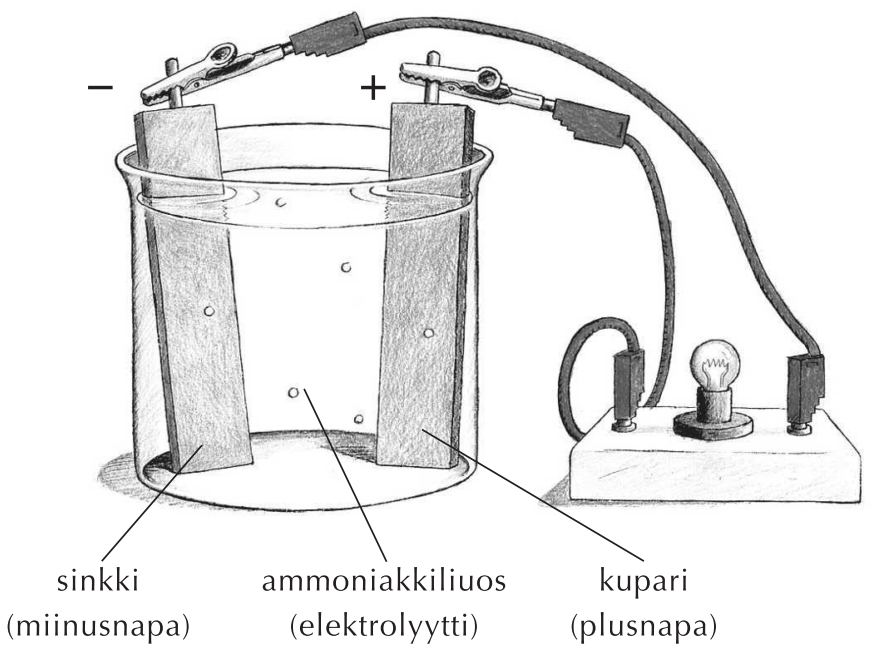 − +
sinkki
(miinusnapa)
ammoniakkiliuos
(elektrolyytti)
kupari
(plusnapa)